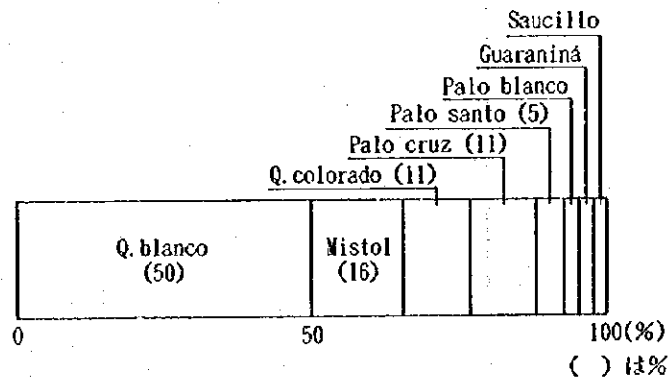 Saucillo
Guaraniná
Palo blanco
Palo santo (5)
Palo cruz (11)
Q. colorado (11)
Q. blanco
(50)
Mistol
(16)
0
50
100(%)
( ) は%